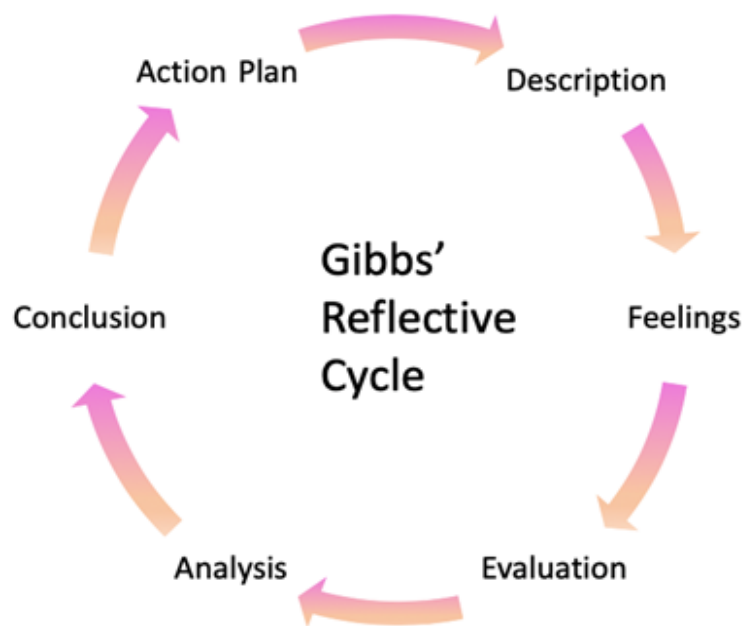 Gibbs’
Reflective
Cycle
Description
Feelings
Evaluation
Analysis
Conclusion
Action Plan